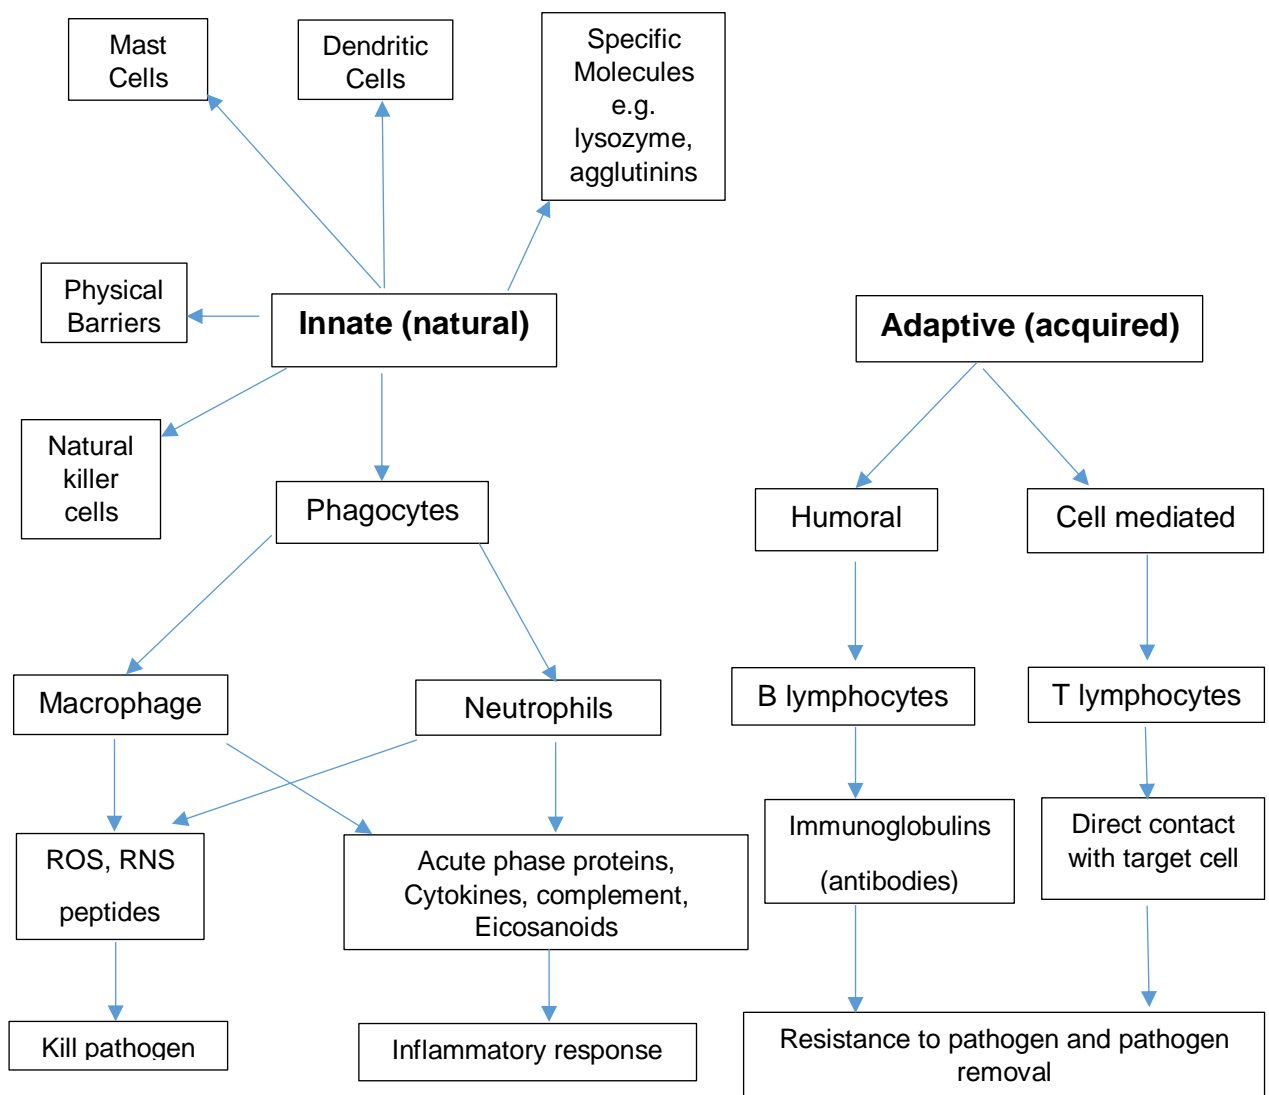 Mast
Cells
Dendritic
Cells
Specific
Molecules
e.g.
lysozyme,
agglutinins
Physical
Barriers
Innate (natural)
Adaptive (acquired)
Natural
killer
cells
Phagocytes
Humoral
Cell mediated
Macrophage
Neutrophils
B lymphocytes
T lymphocytes
ROS, RNS
peptides
Acute phase proteins,
Cytokines, complement,
Eicosanoids
Immunoglobulins
(antibodies)
Direct contact
with target cell
Kill pathogen
Inflammatory response
Resistance to pathogen and pathogen
removal